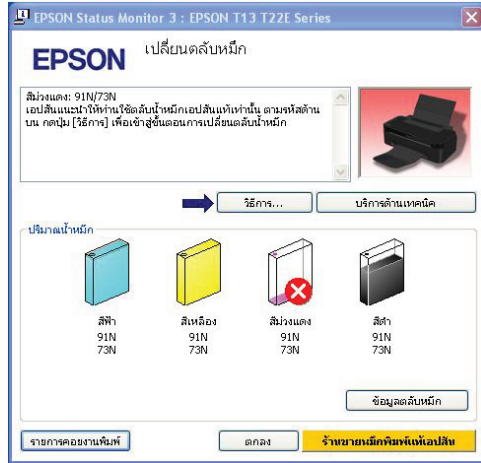 EPSON Status Monitor 3 : EPSON T13 T22E Series
EPSON
เปลี่ยนตลับหมึก
สีม่วงแดง: 91N/73N
เอปสันแนะนำให้ท่านใช้ตลับน้ำหมึกเอปสันแท้เท่านั้น ตามรหัสด้าน
บน กดปุ่ม [วิธีการ] เพื่อเข้าสู่ขั้นตอนการเปลี่ยนตลับน้ำหมึก
วิธีการ...
บริการด้านเทคนิค
ปริมาณน้ำหมึก
สีฟ้า
สีเหลือง
สีม่วงแดง
สีดำ
91N
91N
91N
91N
73N
73N
73N
73N
ข้อมูลตลับหมึก
รายการคอยงานพิมพ์
ตกลง
ร้านขายหมึกพิมพ์แท้เอปสัน